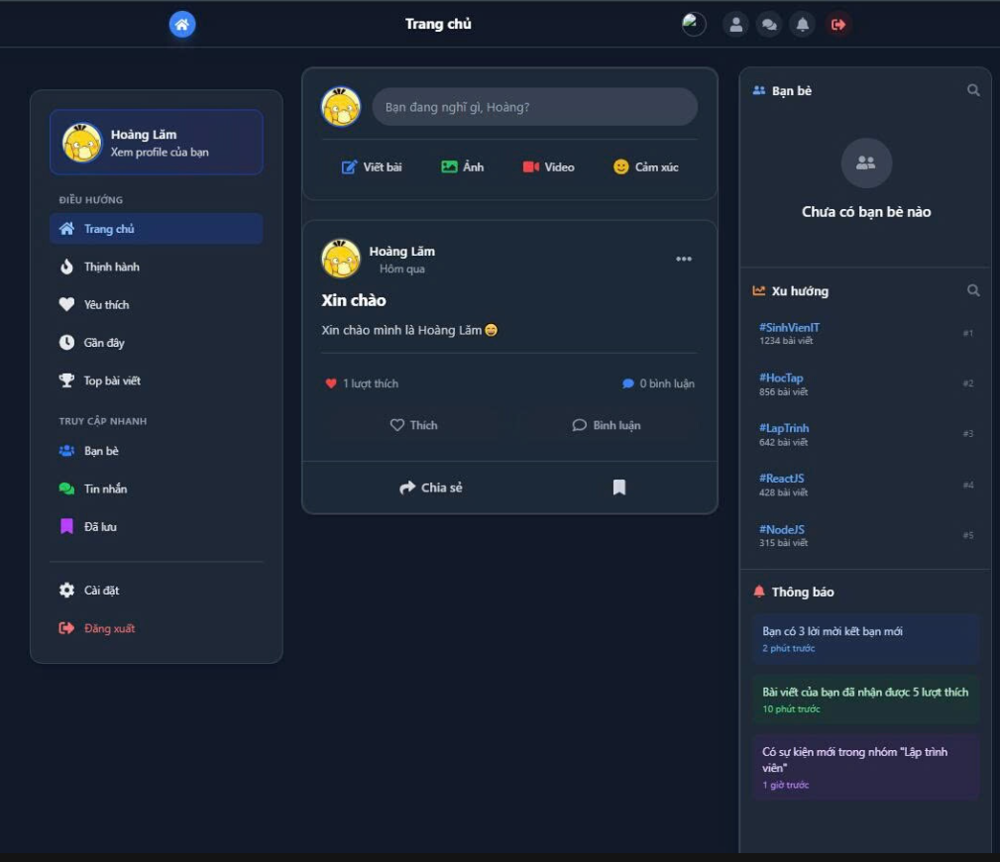 Trang chủ
Hoàng Lãm
Xem profile của bạn
ĐIỀU HƯỚNG
Trang chủ
Thịnh hành
Yêu thích
Gần đây
Top bài viết
TRUY CẬP NHANH
Bạn bè
Tin nhắn
Đã lưu
Cài đặt
Đăng xuất
Bạn đang nghĩ gì, Hoàng?
Viết bài
Ảnh
Video
Cảm xúc
Hoàng Lãm
Hôm qua
Xin chào
Xin chào mình là Hoàng Lãm😄
1 lượt thích
0 bình luận
Thích
Bình luận
Chia sẻ
Bạn bè
Chưa có bạn bè nào
Xu hướng
#SinhVienIT
1234 bài viết
#1
#HocTap
856 bài viết
#2
#LapTrinh
642 bài viết
#3
#ReactJS
428 bài viết
#4
#NodeJS
315 bài viết
#5
Thông báo
Bạn có 3 lời mời kết bạn mới
2 phút trước
Bài viết của bạn đã nhận được 5 lượt thích
10 phút trước
Có sự kiện mới trong nhóm "Lập trình
viên"
1 giờ trước